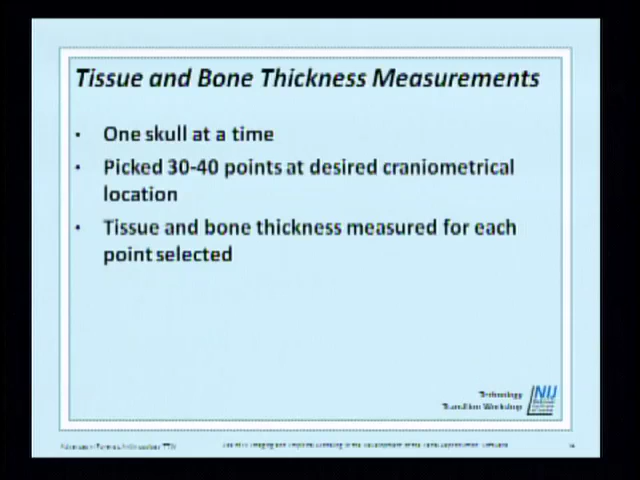 Tissue and Bone Thickness Measurements
• One skull at a time
• Picked 30-40 points at desired craniometrical
location
• Tissue and bone thickness measured for each
point selected
Technology
Transition Workshop
NIJ